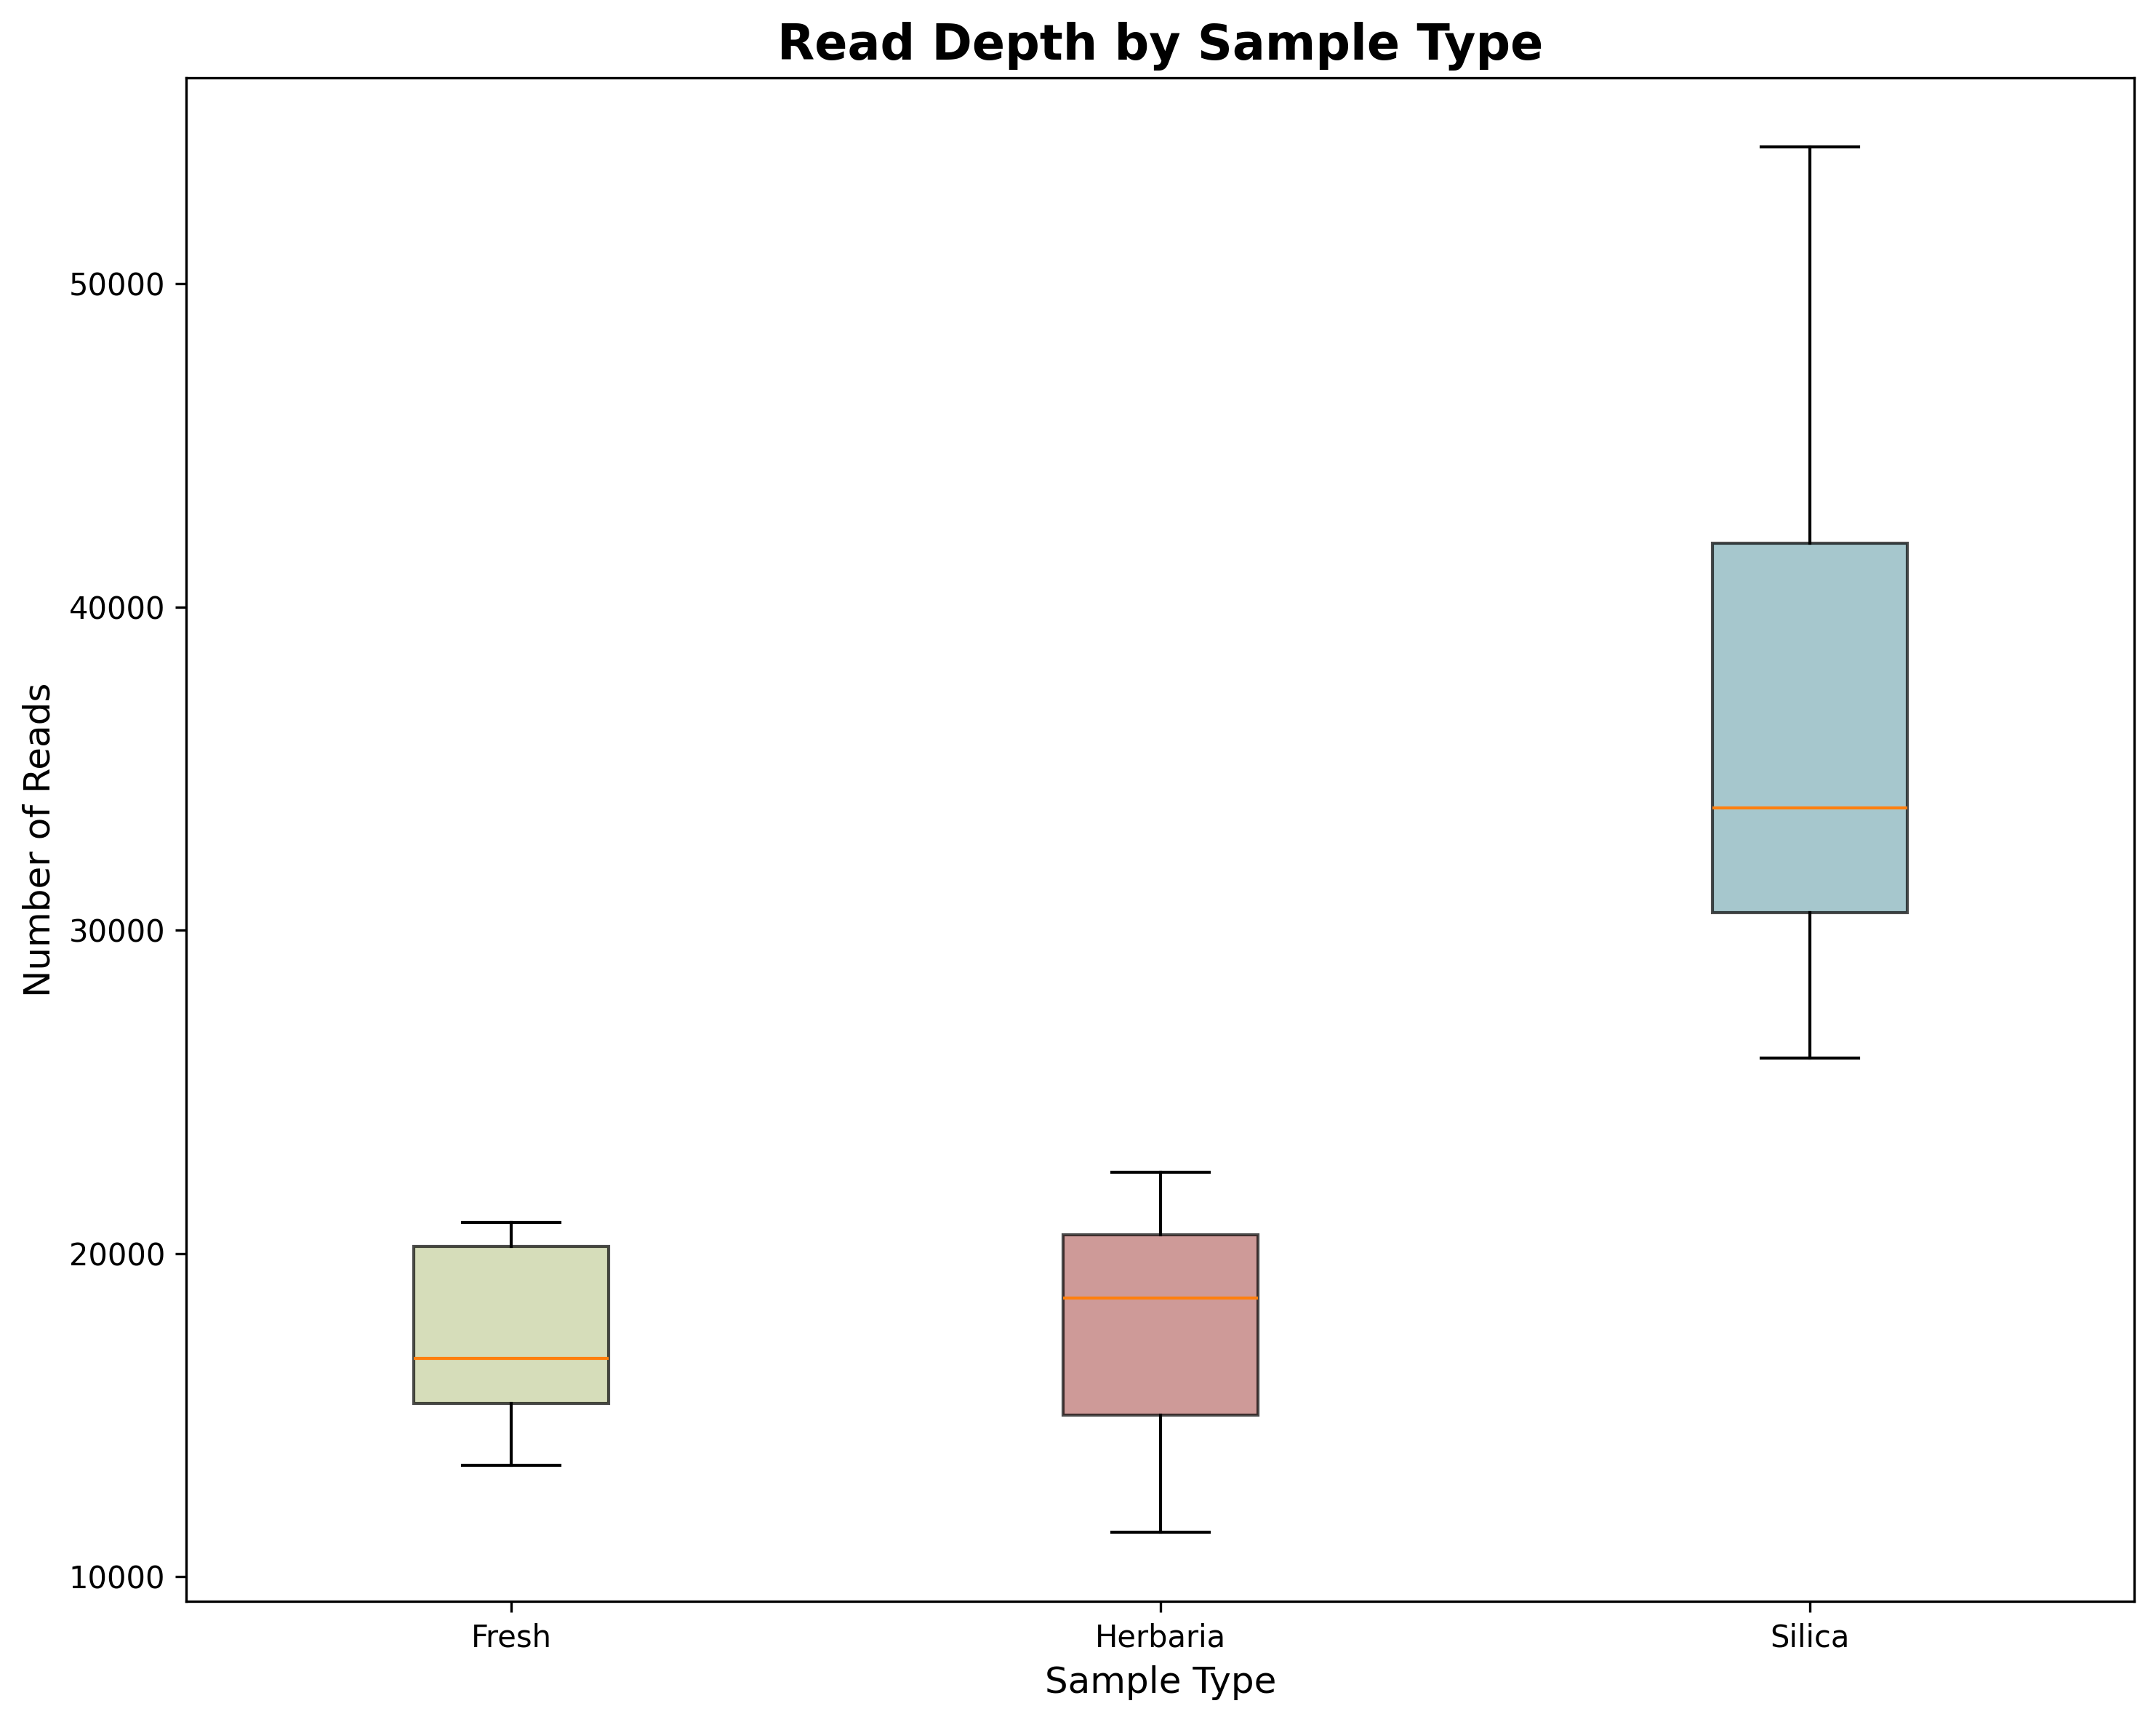 Read Depth by Sample Type
Number of Reads
50000
40000
30000
20000
10000
Fresh Herbaria Silica
Sample Type